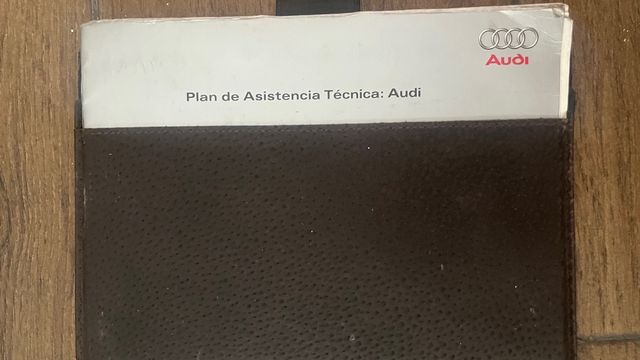 Audi
Plan de Asistencia Técnica: Audi